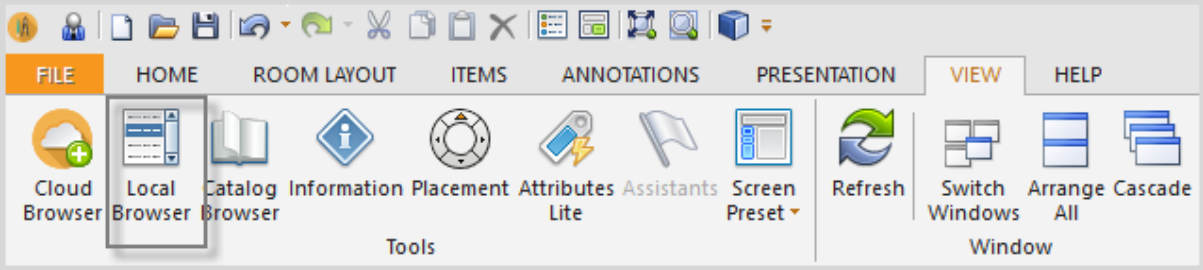 FILE HOME ROOM LAYOUT ITEMS ANNOTATIONS PRESENTATION VIEW HELP
Cloud Local Catalog Information Placement Attributes Assistants Screen Refresh Switch Arrange Cascade
Browser Browser Browser Lite Preset Windows All
Tools Window